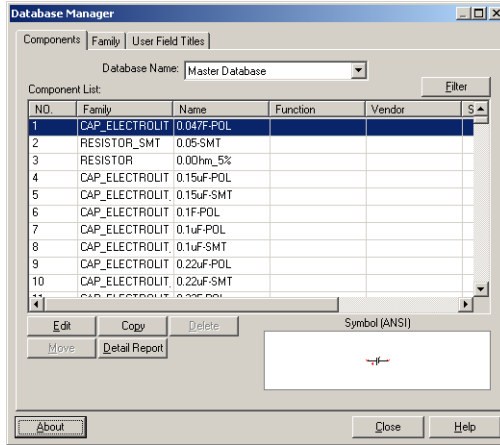 Database Manager
Components Family User Field Titles
Database Name: Master Database
Component List: Filter
NO. Family Name Function Vendor S
1 CAP_ELECTROLIT 0.047F-POL
2 RESISTOR_SMT 0.05-SMT
3 RESISTOR 0.0Ohm_5%
4 CAP_ELECTROLIT 0.15uF-POL
5 CAP_ELECTROLIT 0.15uF-SMT
6 CAP_ELECTROLIT 0.1F-POL
7 CAP_ELECTROLIT 0.1uF-POL
8 CAP_ELECTROLIT 0.1uF-SMT
9 CAP_ELECTROLIT 0.22uF-POL
10 CAP_ELECTROLIT 0.22uF-SMT
Edit Copy Delete Symbol (ANSI)
Move Detail Report
About Close Help